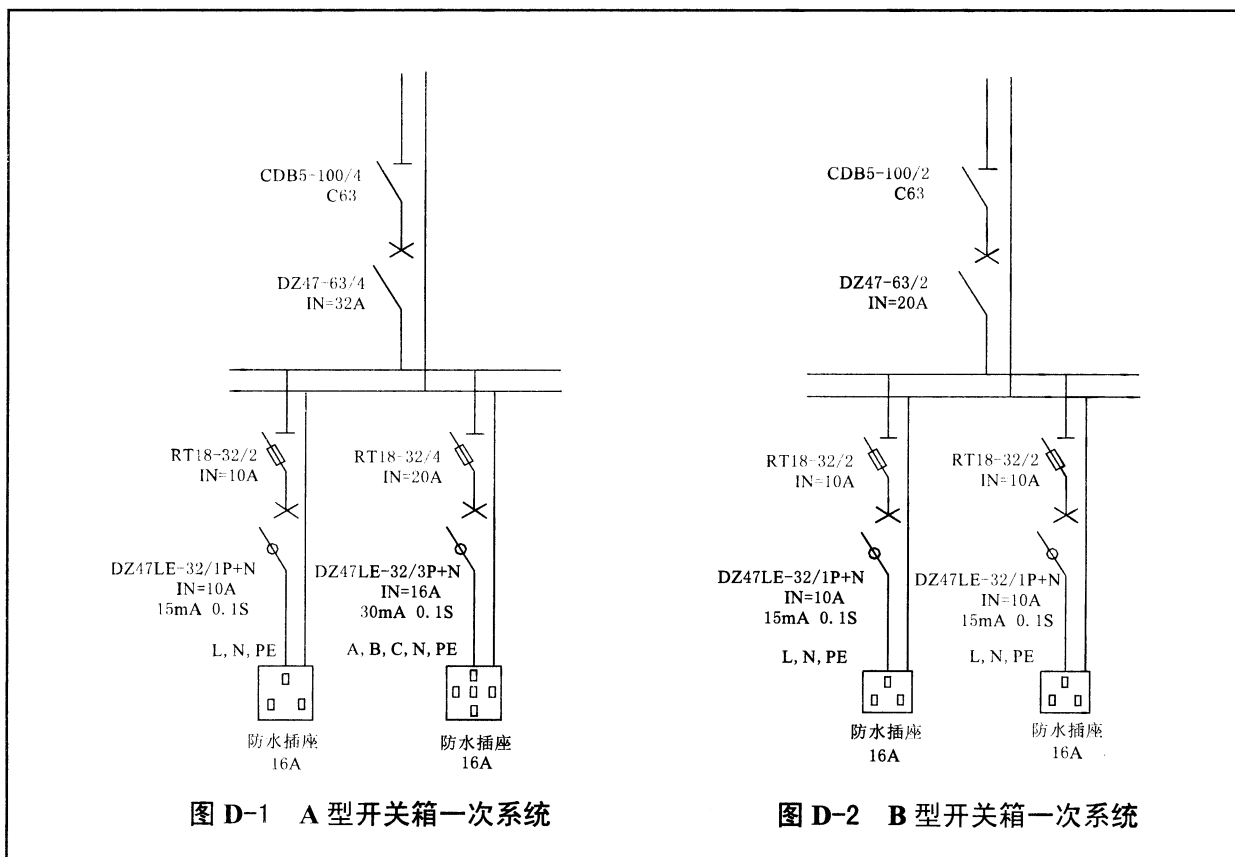 CDB5-100/4
C63
DZ47-63/4
IN=32A
RT18-32/2
IN=10A
RT18-32/4
IN=20A
DZ47LE-32/1P+N
IN=10A
15mA 0.1S
DZ47LE-32/3P+N
IN=16A
30mA 0.1S
L, N, PE
A, B, C, N, PE
防水插座
16A
防水插座
16A
图 D-1 A 型开关箱一次系统
CDB5-100/2
C63
DZ47-63/2
IN=20A
RT18-32/2
IN=10A
RT18-32/2
IN=10A
DZ47LE-32/1P+N
IN=10A
15mA 0.1S
DZ47LE-32/1P+N
IN=10A
15mA 0.1S
L, N, PE
L, N, PE
防水插座
16A
防水插座
16A
图 D-2 B 型开关箱一次系统